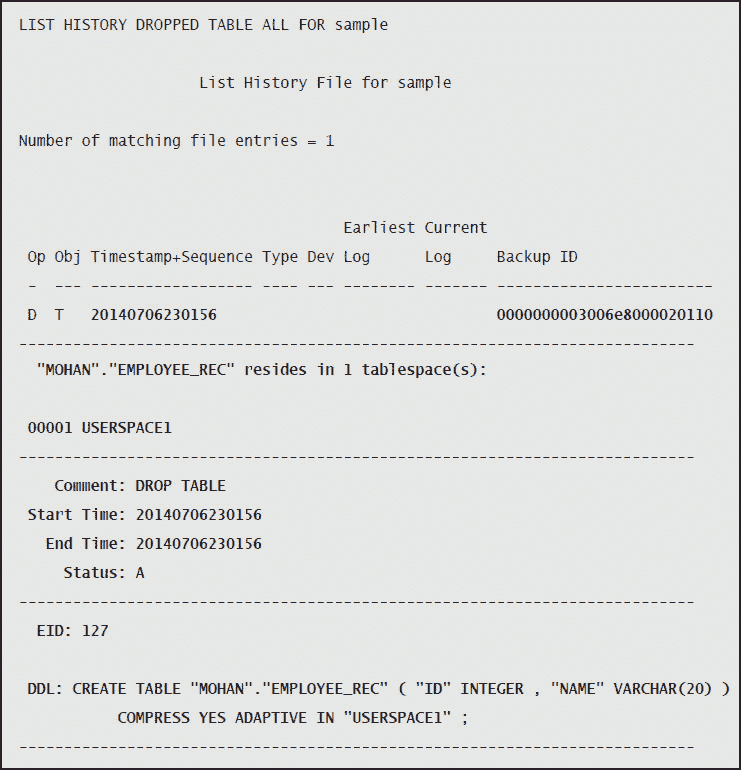 LIST HISTORY DROPPED TABLE ALL FOR sample
List History File for sample
Number of matching file entries = 1
Earliest Current
Op Obj Timestamp+Sequence Type Dev Log Log Backup ID
- --- ------------------ ---- --- -------- ------- ------------------------
D T 20140706230156 0000000003006e8000020110
---------------------------------------------------------------------------
"MOHAN"."EMPLOYEE_REC" resides in 1 tablespace(s):
00001 USERSPACE1
---------------------------------------------------------------------------
Comment: DROP TABLE
Start Time: 20140706230156
End Time: 20140706230156
Status: A
---------------------------------------------------------------------------
EID: 127
DDL: CREATE TABLE "MOHAN"."EMPLOYEE_REC" ( "ID" INTEGER , "NAME" VARCHAR(20) )
COMPRESS YES ADAPTIVE IN "USERSPACE1" ;
---------------------------------------------------------------------------